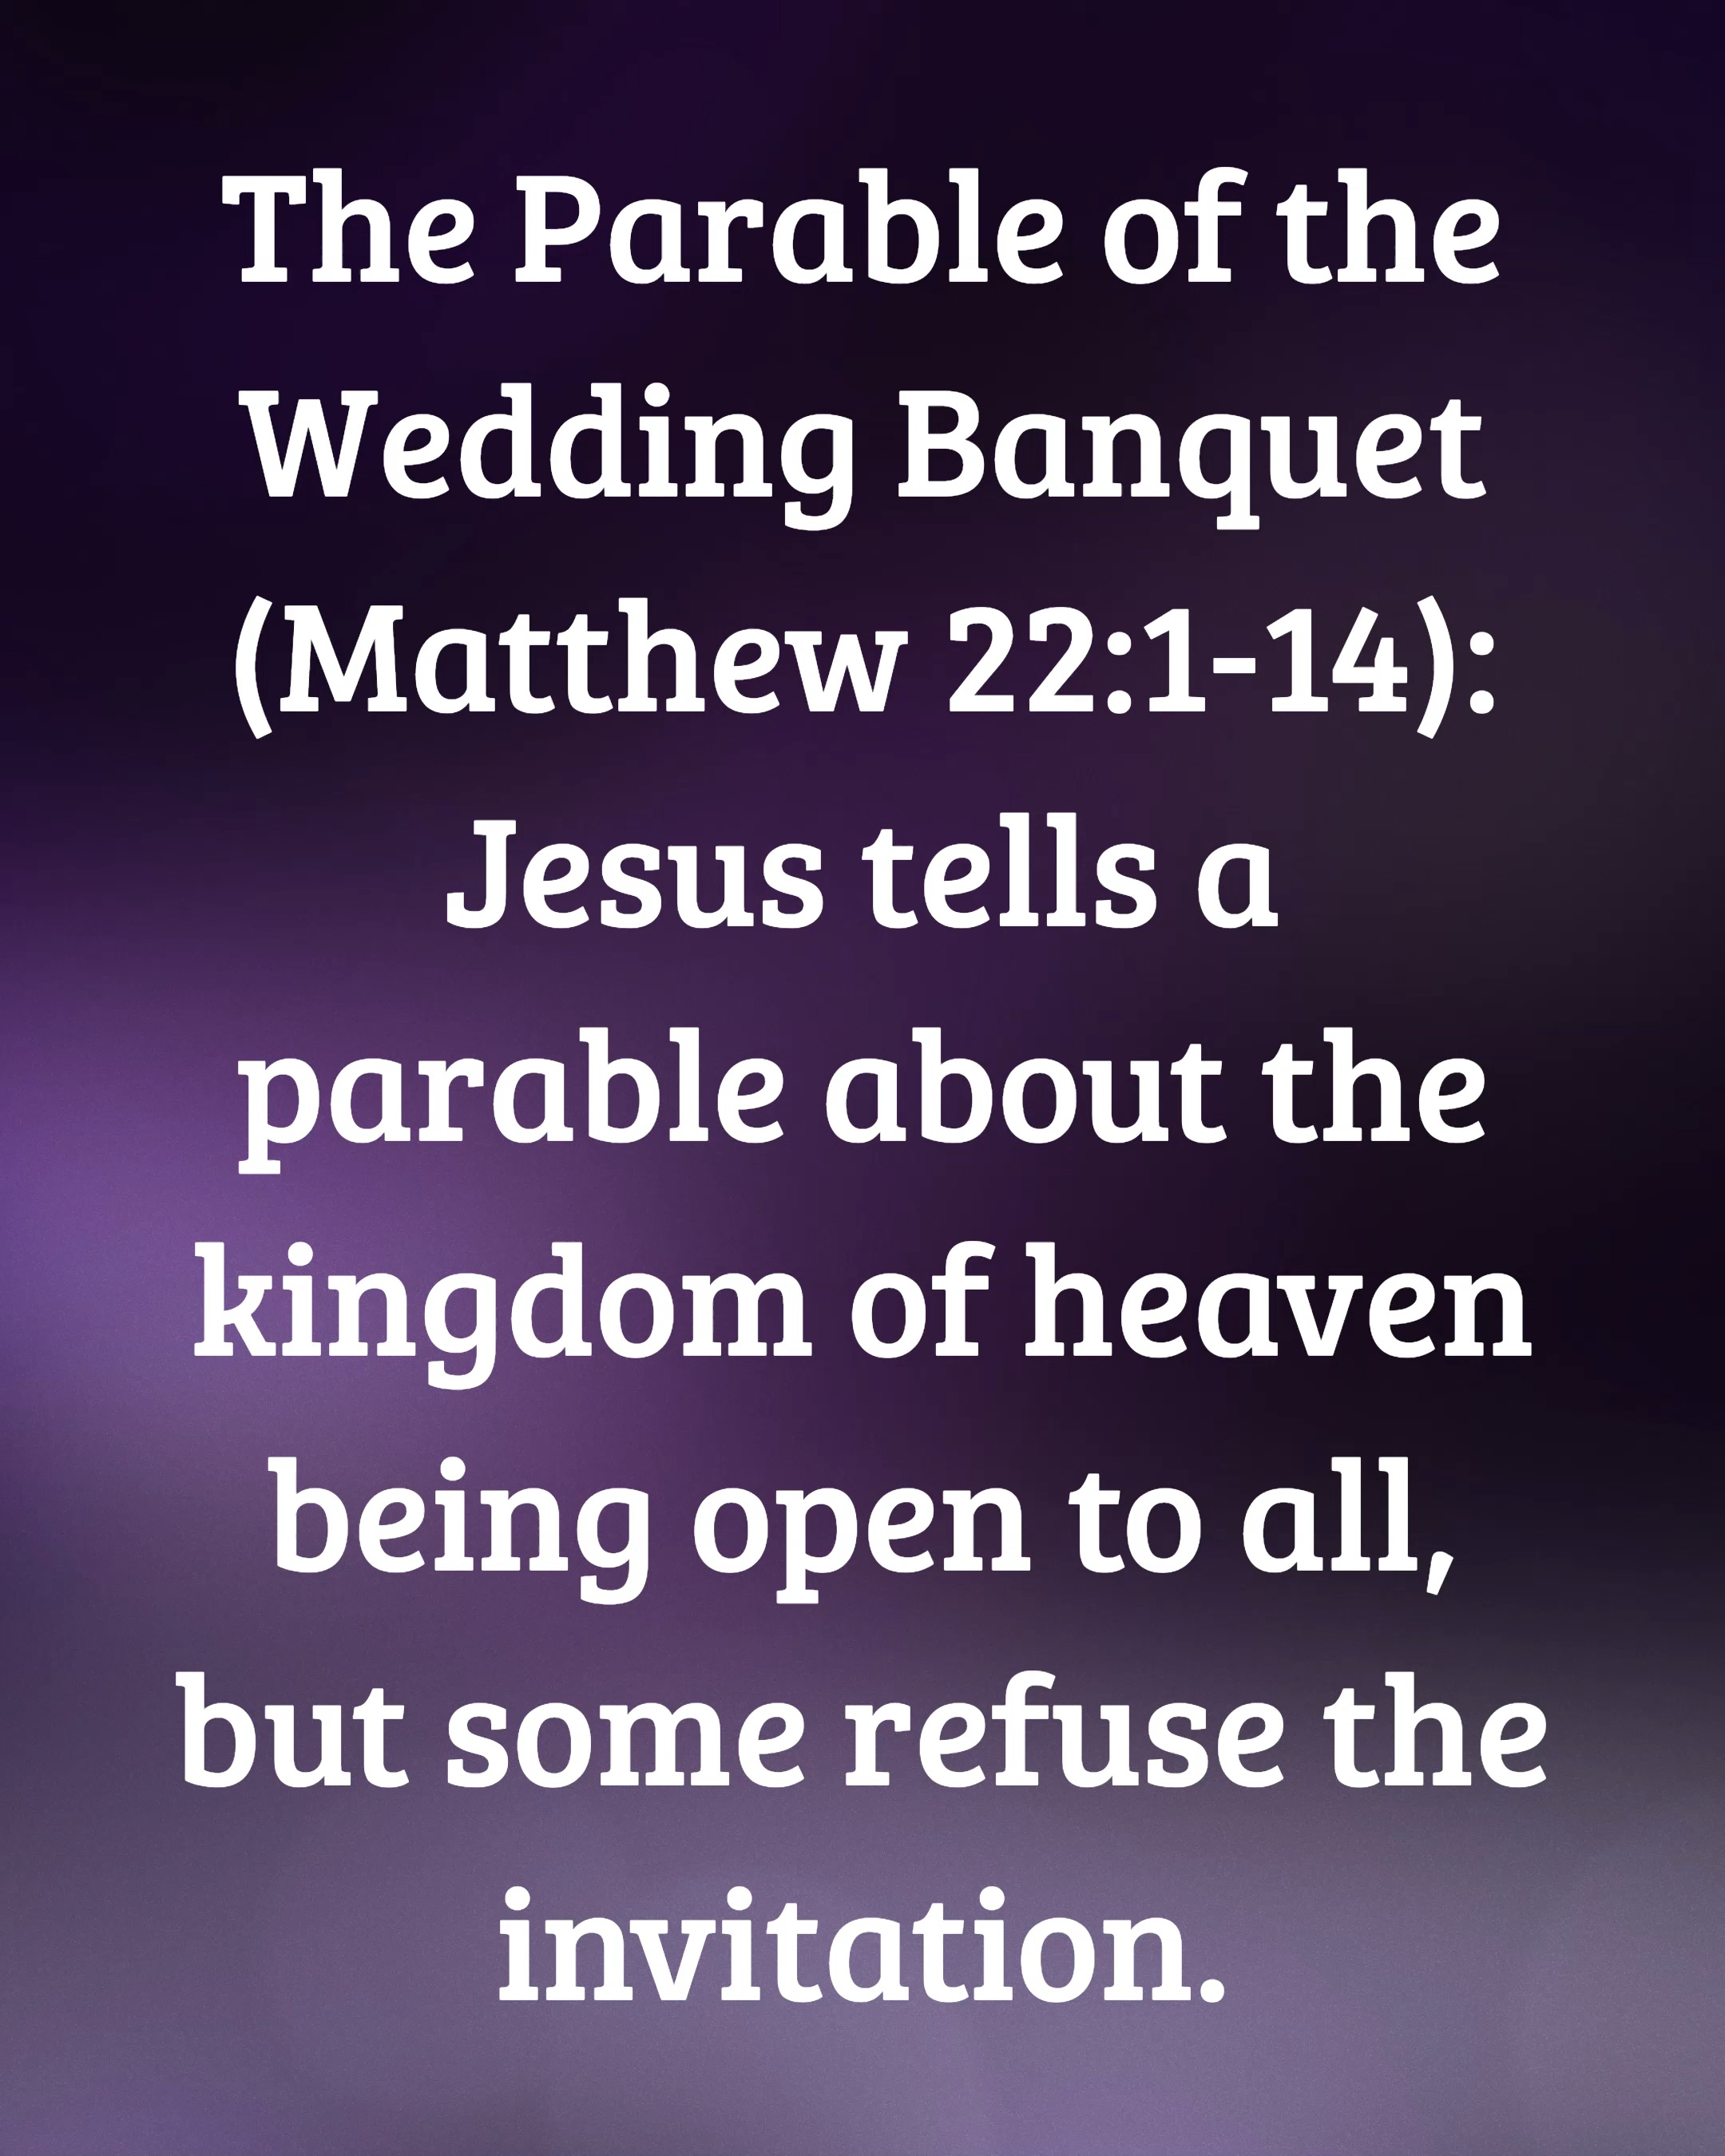 The Parable of the
Wedding Banquet
(Matthew 22:1-14):
Jesus tells a
parable about the
kingdom of heaven
being open to all,
but some refuse the
invitation.